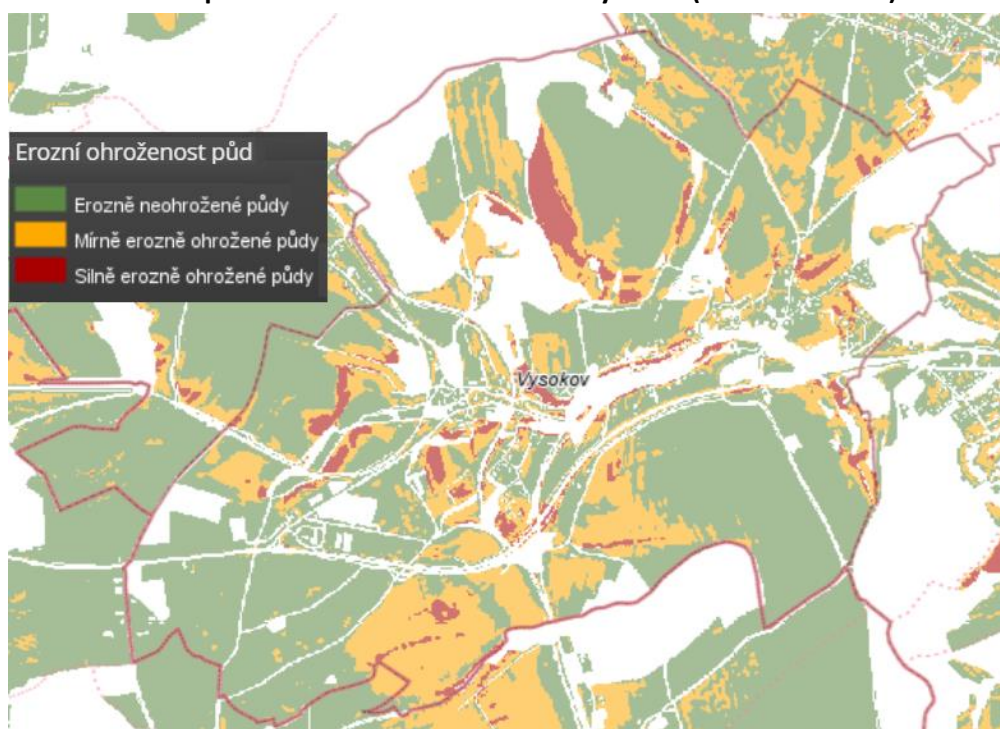 Erozní ohroženost půd
Erozně neohrožené půdy
Mírně erozně ohrožené půdy
Silně erozně ohrožené půdy
Vysokov